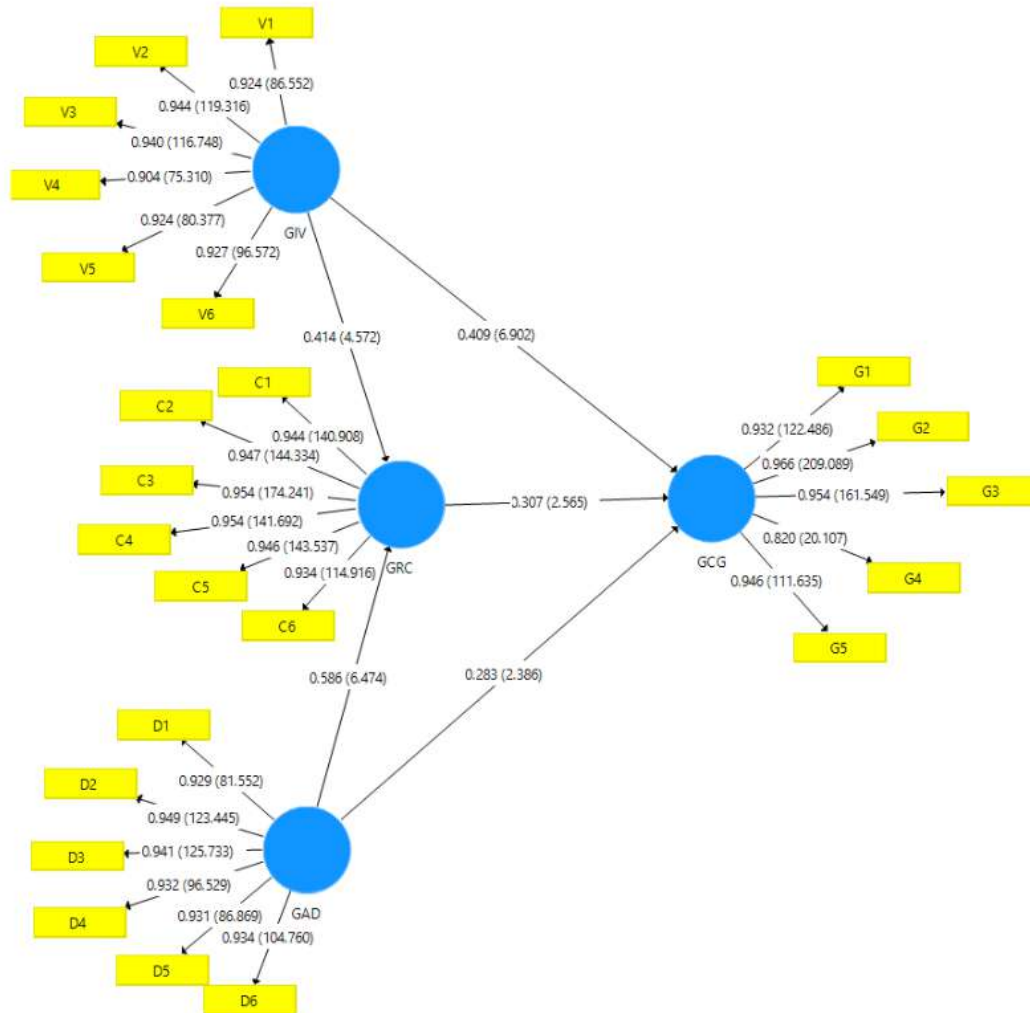 V1
V2
0.924 (86.552)
V3
0.944 (119.316)
0.940 (116.748)
V4
0.904 (75.310)
0.924 (80.377)
GIV
V5
0.927 (96.572)
V6
0.414 (4.572)
0.409 (6.902)
C1
G1
C2
G2
0.944 (140.908)
0.932 (122.486)
0.947 (144.334)
0.966 (209.089)
C3
0.954 (174.241)
0.954 (161.549)
G3
0.307 (2.565)
0.954 (141.692)
0.820 (20.107)
C4
0.946 (143.537)
0.946 (111.635)
GRC
GCG
G4
C5
0.934 (114.916)
C6
G5
0.586 (6.474)
0.283 (2.386)
D1
D2
0.929 (81.552)
0.949 (123.445)
D3
0.941 (125.733)
0.932 (96.529)
D4
0.931 (86.869)
GAD
0.934 (104.760)
D5
D6